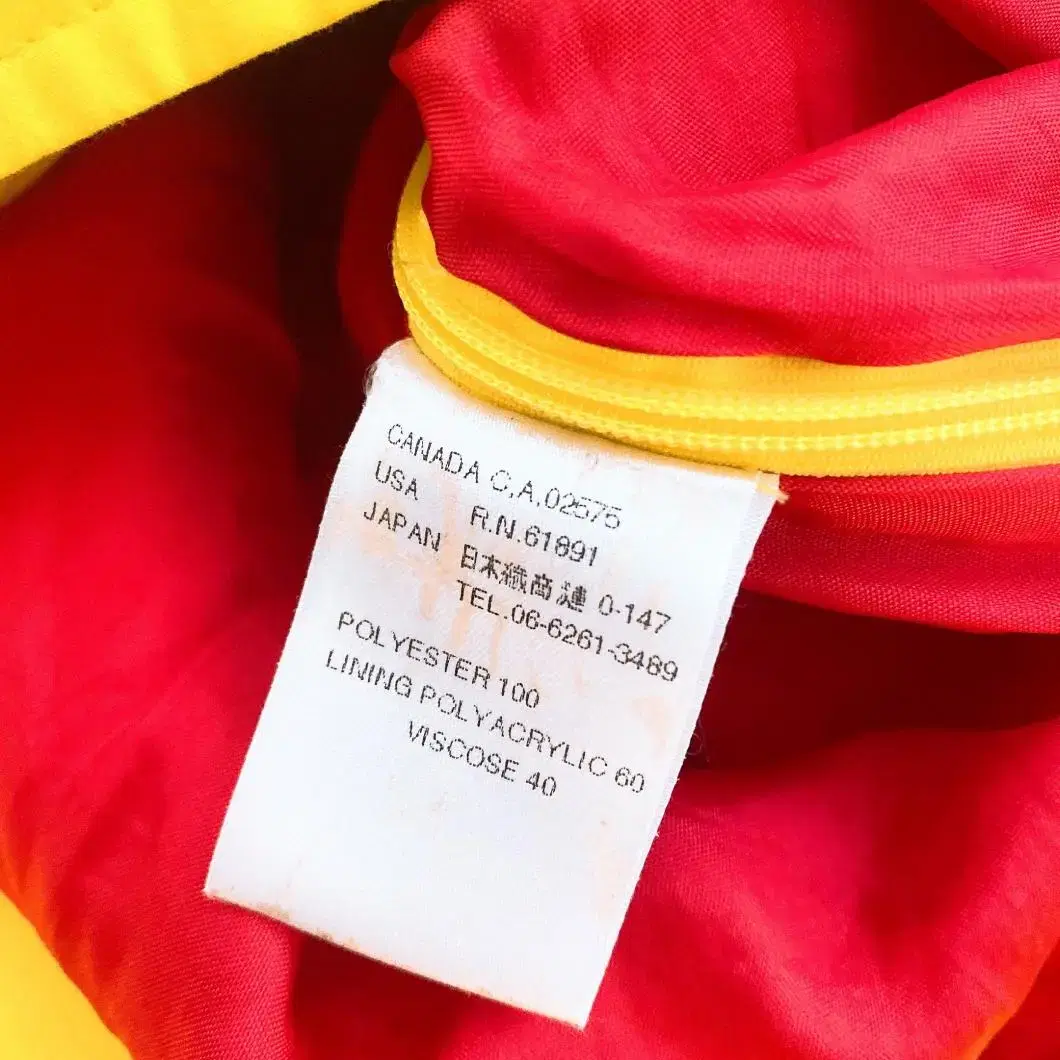 CANADA C.A.02575
USA R.N.61891
JAPAN 日本繊商連 0-147
TEL.06-6261-3489
POLYESTER 100
LINING POLYACRYLIC 60
VISCOSE 40